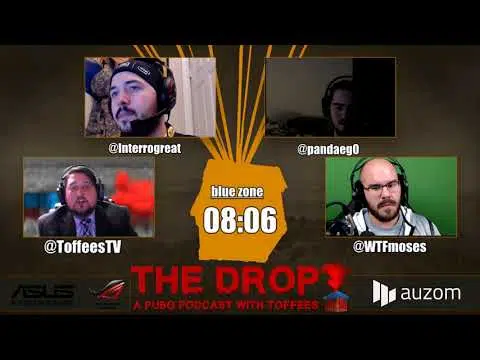 @Interrogreat
@pandaeg0
blue zone
08:06
@ToffeesTV
@WTFmoses
THE DROP
A PUBG PODCAST WITH TOFFEES
ASUS
auzom